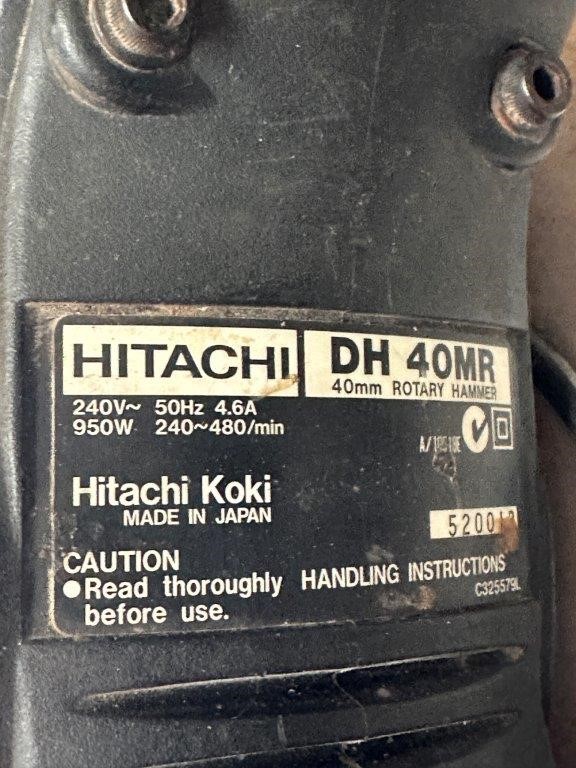 HITACHI
DH 40MR
40mm ROTARY HAMMER
240V~ 50Hz 4.6A
950W 240~480/min
Hitachi Koki
MADE IN JAPAN
CAUTION
●Read thoroughly HANDLING INSTRUCTIONS
before use.
C325579L